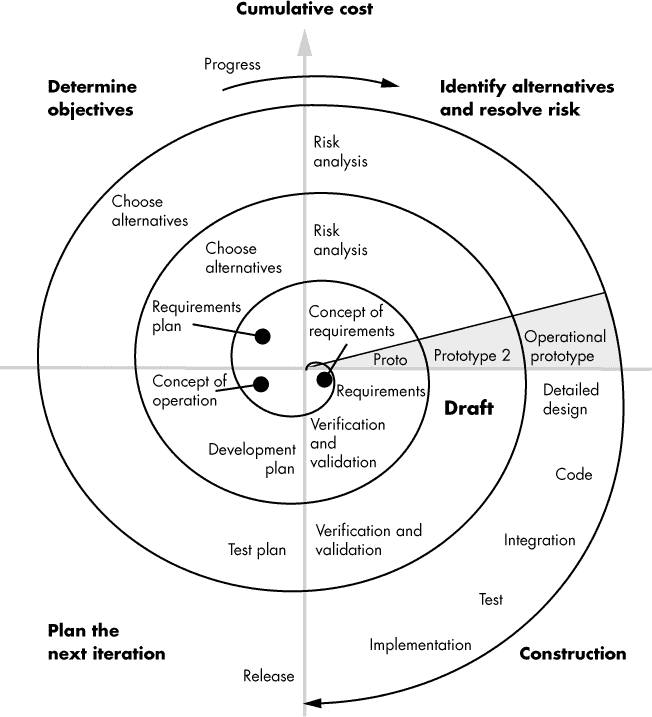 Cumulative cost
Progress
Determine
objectives
Identify alternatives
and resolve risk
Risk
analysis
Choose
alternatives
Risk
analysis
Choose
alternatives
Requirements
plan
Concept of
requirements
Operational
prototype
Proto
Prototype 2
Concept of
operation
Requirements
Detailed
design
Draft
Verification
and
validation
Development
plan
Code
Verification and
validation
Test plan
Integration
Test
Implementation
Plan the
next iteration
Construction
Release